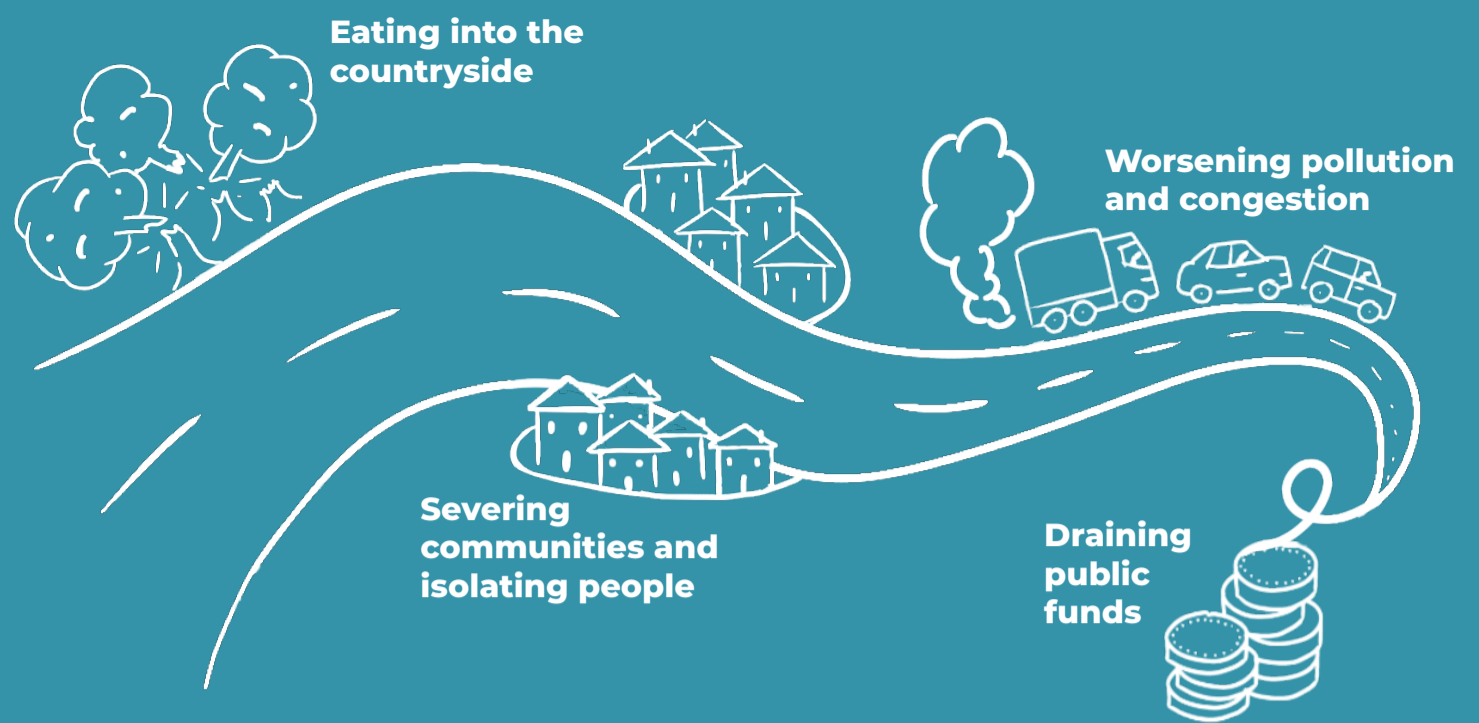 Eating into the
countryside
Worsening pollution
and congestion
Severing
communities and
isolating people
Draining
public
funds